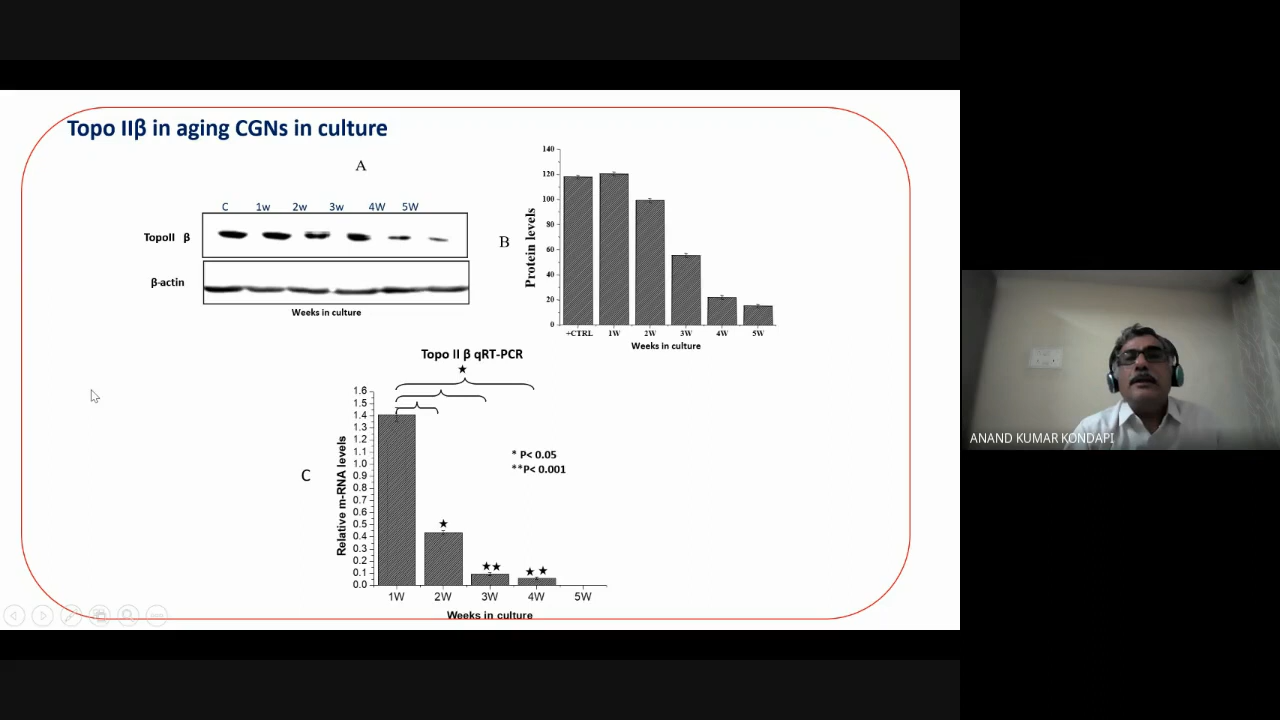 Topo IIβ in aging CGNs in culture
A
C 1w 2w 3w 4W 5W
TopoII β
β-actin
Weeks in culture
B
Protein levels
140
120
100
80
60
40
20
0
+CTRL 1W 2W 3W 4W 5W
Weeks in culture
Topo II β qRT-PCR
★
C
Relative m-RNA levels
1.6
1.5
1.4
1.3
1.2
1.1
1.0
0.9
0.8
0.7
0.6
0.5
0.4
0.3
0.2
0.1
0.0
* P< 0.05
**P< 0.001
★
★★
★★
1W 2W 3W 4W 5W
Weeks in culture
ANAND KUMAR KONDAPI